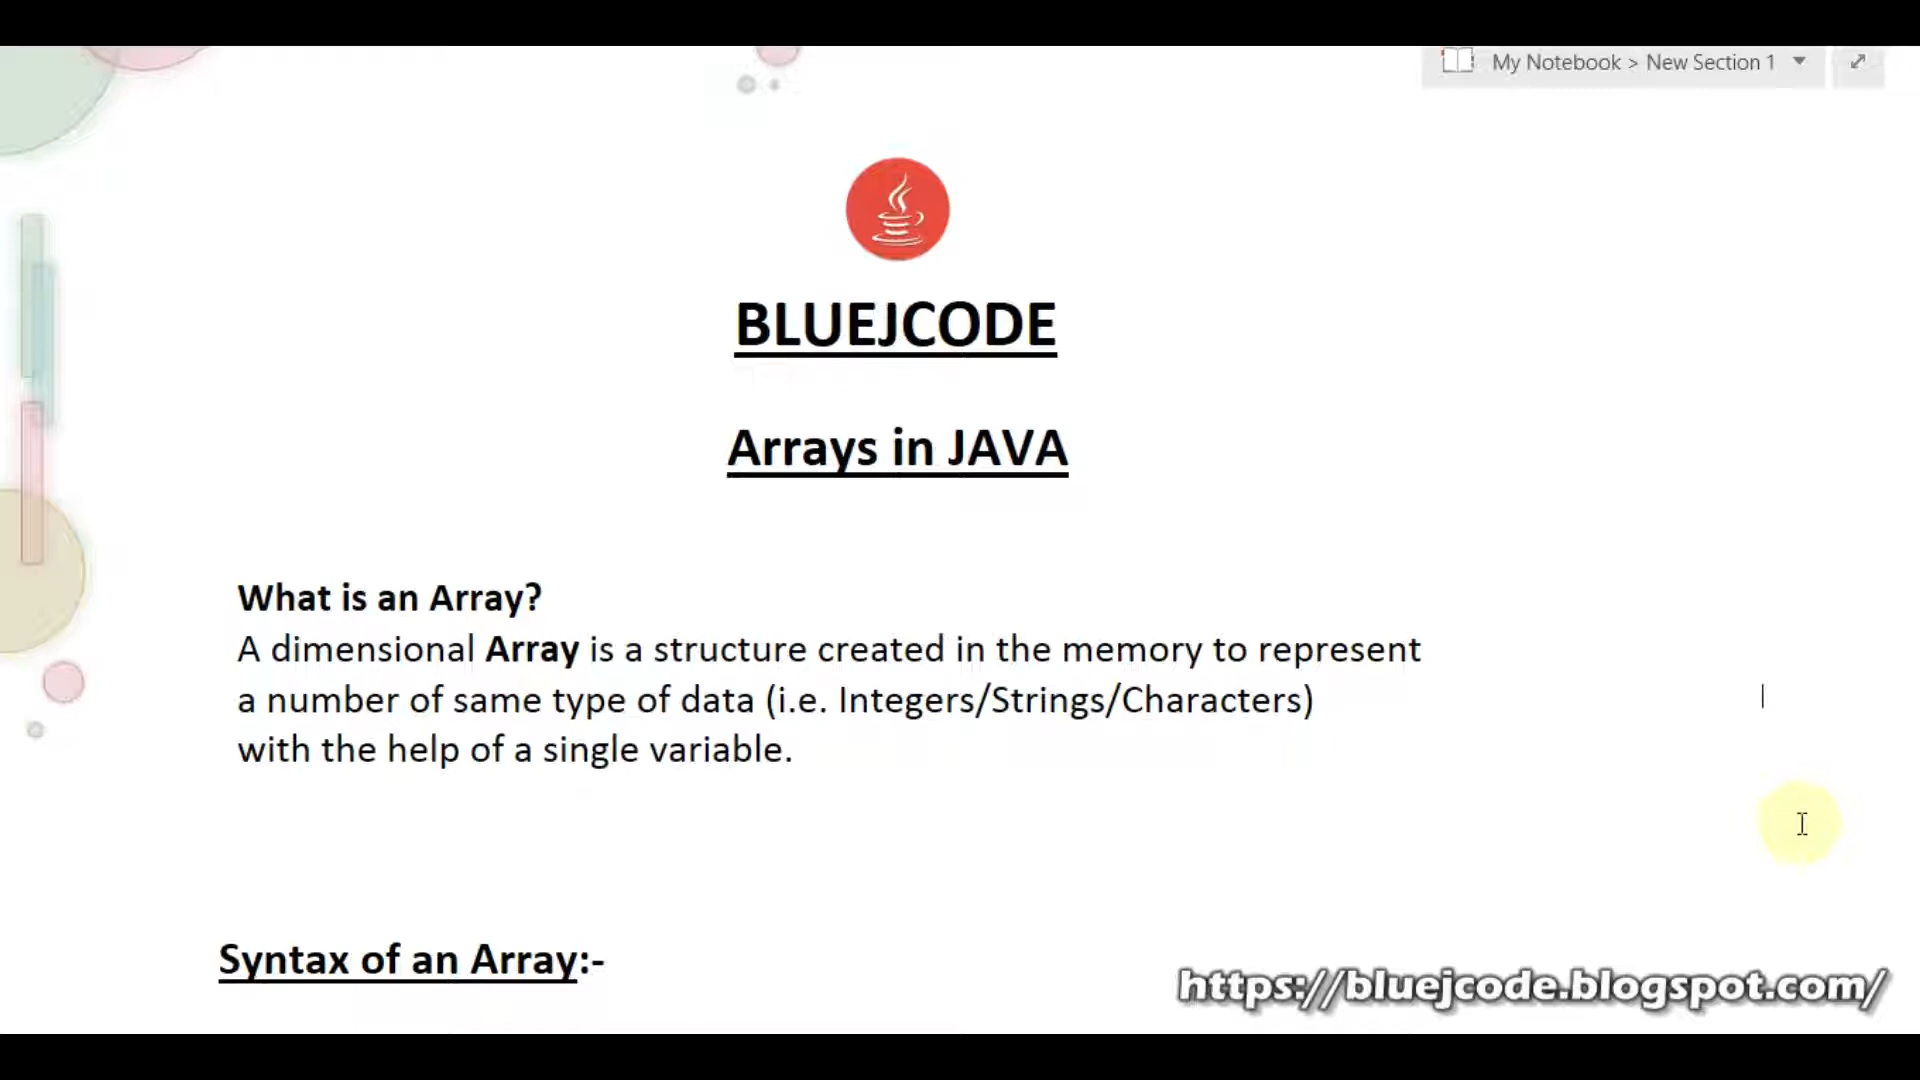 My Notebook > New Section 1
BLUEJCODE
Arrays in JAVA
What is an Array?
A dimensional Array is a structure created in the memory to represent
a number of same type of data (i.e. Integers/Strings/Characters)
with the help of a single variable.
Syntax of an Array:-
https://bluejcode.blogspot.com/